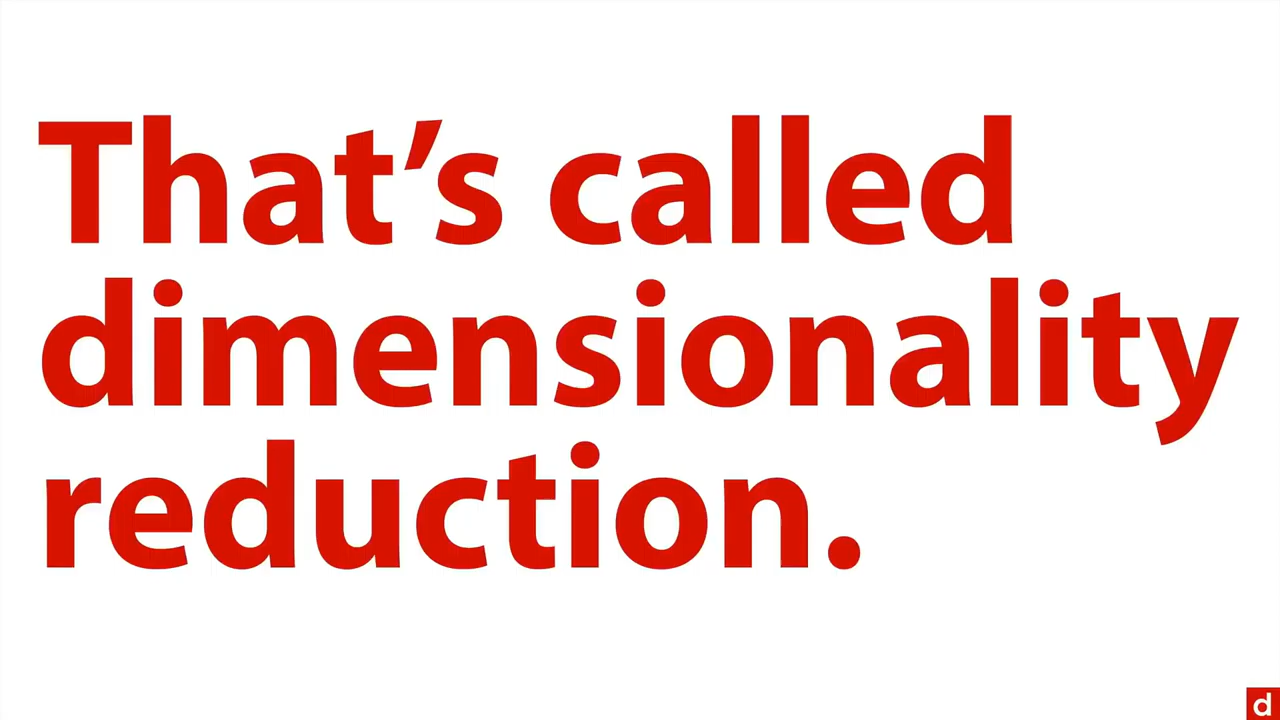 That’s called
dimensionality
reduction.
d